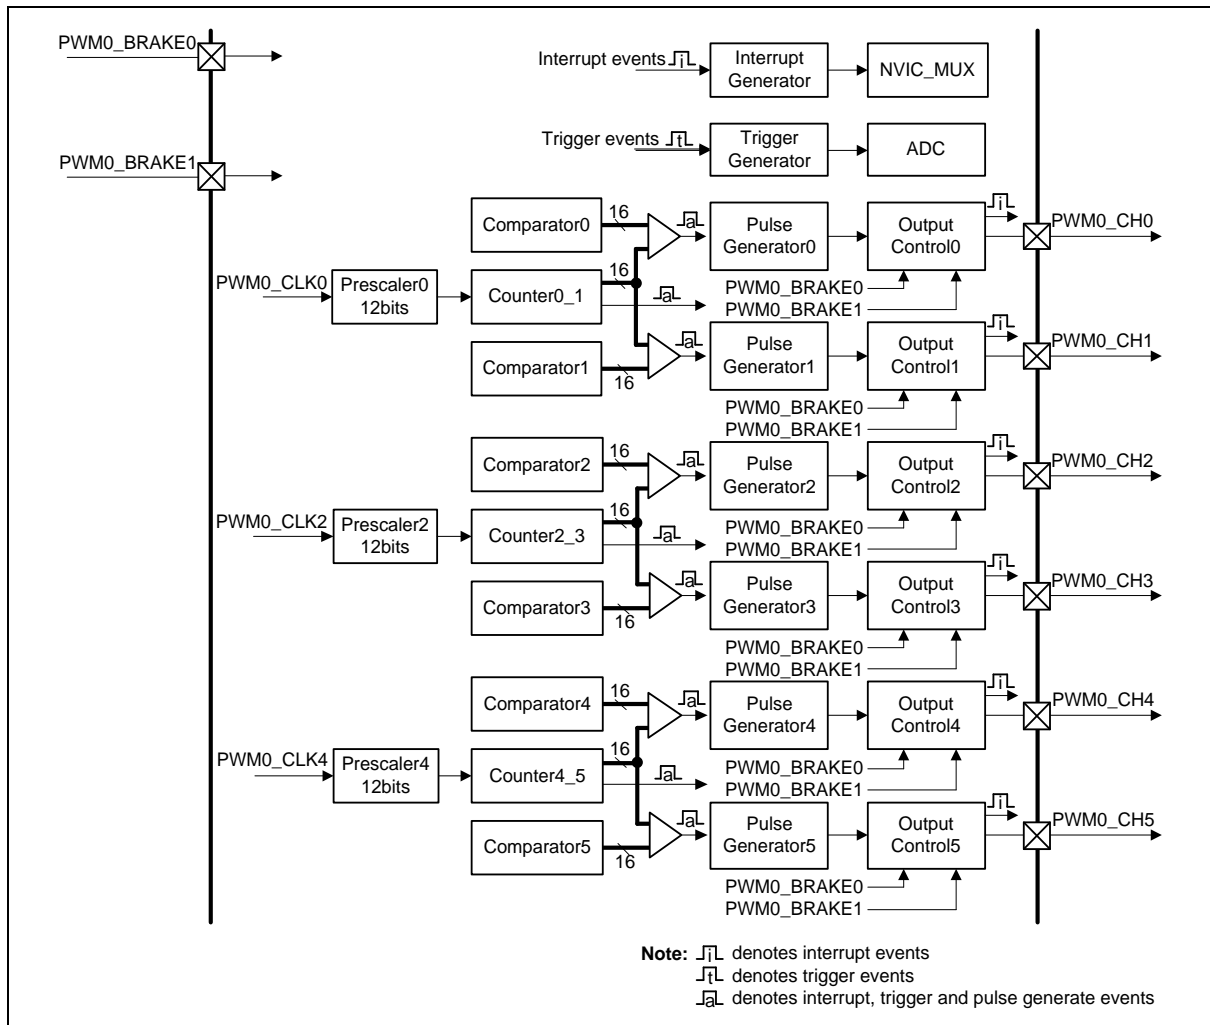 PWM0_BRAKE0
Interrupt events i
Interrupt
Generator
NVIC_MUX
PWM0_BRAKE1
Trigger events t
Trigger
Generator
ADC
Comparator0
16
a
Pulse
Generator0
Output
Control0
i
PWM0_CH0
PWM0_CLK0
Prescaler0
12bits
Counter0_1
16
a
PWM0_BRAKE0
PWM0_BRAKE1
Comparator1
16
a
Pulse
Generator1
Output
Control1
i
PWM0_CH1
PWM0_BRAKE0
PWM0_BRAKE1
Comparator2
16
a
Pulse
Generator2
Output
Control2
i
PWM0_CH2
PWM0_CLK2
Prescaler2
12bits
Counter2_3
16
a
PWM0_BRAKE0
PWM0_BRAKE1
Comparator3
16
a
Pulse
Generator3
Output
Control3
i
PWM0_CH3
PWM0_BRAKE0
PWM0_BRAKE1
Comparator4
16
a
Pulse
Generator4
Output
Control4
i
PWM0_CH4
PWM0_CLK4
Prescaler4
12bits
Counter4_5
16
a
PWM0_BRAKE0
PWM0_BRAKE1
Comparator5
16
a
Pulse
Generator5
Output
Control5
i
PWM0_CH5
PWM0_BRAKE0
PWM0_BRAKE1
Note: i denotes interrupt events
t denotes trigger events
a denotes interrupt, trigger and pulse generate events